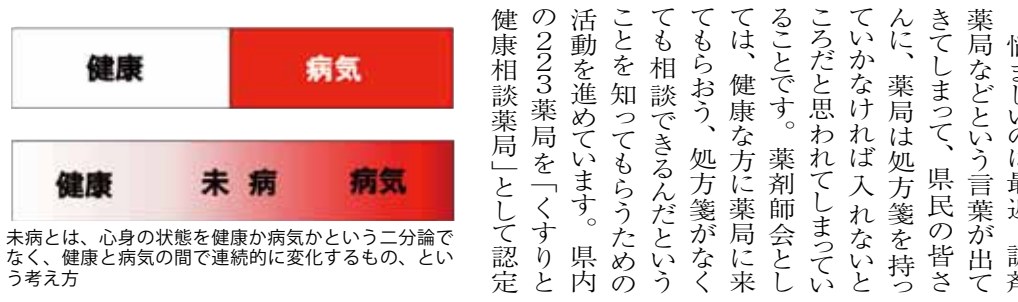 健康
病気
健康
未病
病気
未病とは、心身の状態を健康か病気かという二分論で
なく、健康と病気の間で連続的に変化するもの、とい
う考え方
薬局などという言葉が出て
きてしまって、県民の皆さ
んに、薬局は処方箋を持っ
ていかなければ入れないと
ころだと思われてしまってい
ることです。薬剤師会とし
ては、健康な方に薬局に来
てもらおう、処方箋がなく
ても相談できるんだという
ことを知ってもらうための
活動を進めています。県内
の223薬局を「くすりと
健康相談薬局」として認定